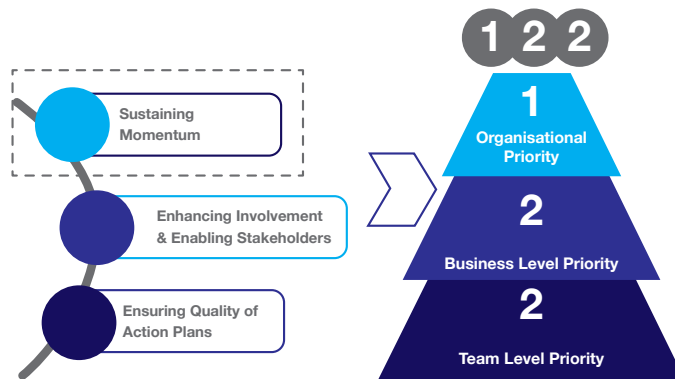 Sustaining
Momentum
Enhancing Involvement
& Enabling Stakeholders
Ensuring Quality of
Action Plans
1 2 2
1
Organisational
Priority
2
Business Level Priority
2
Team Level Priority